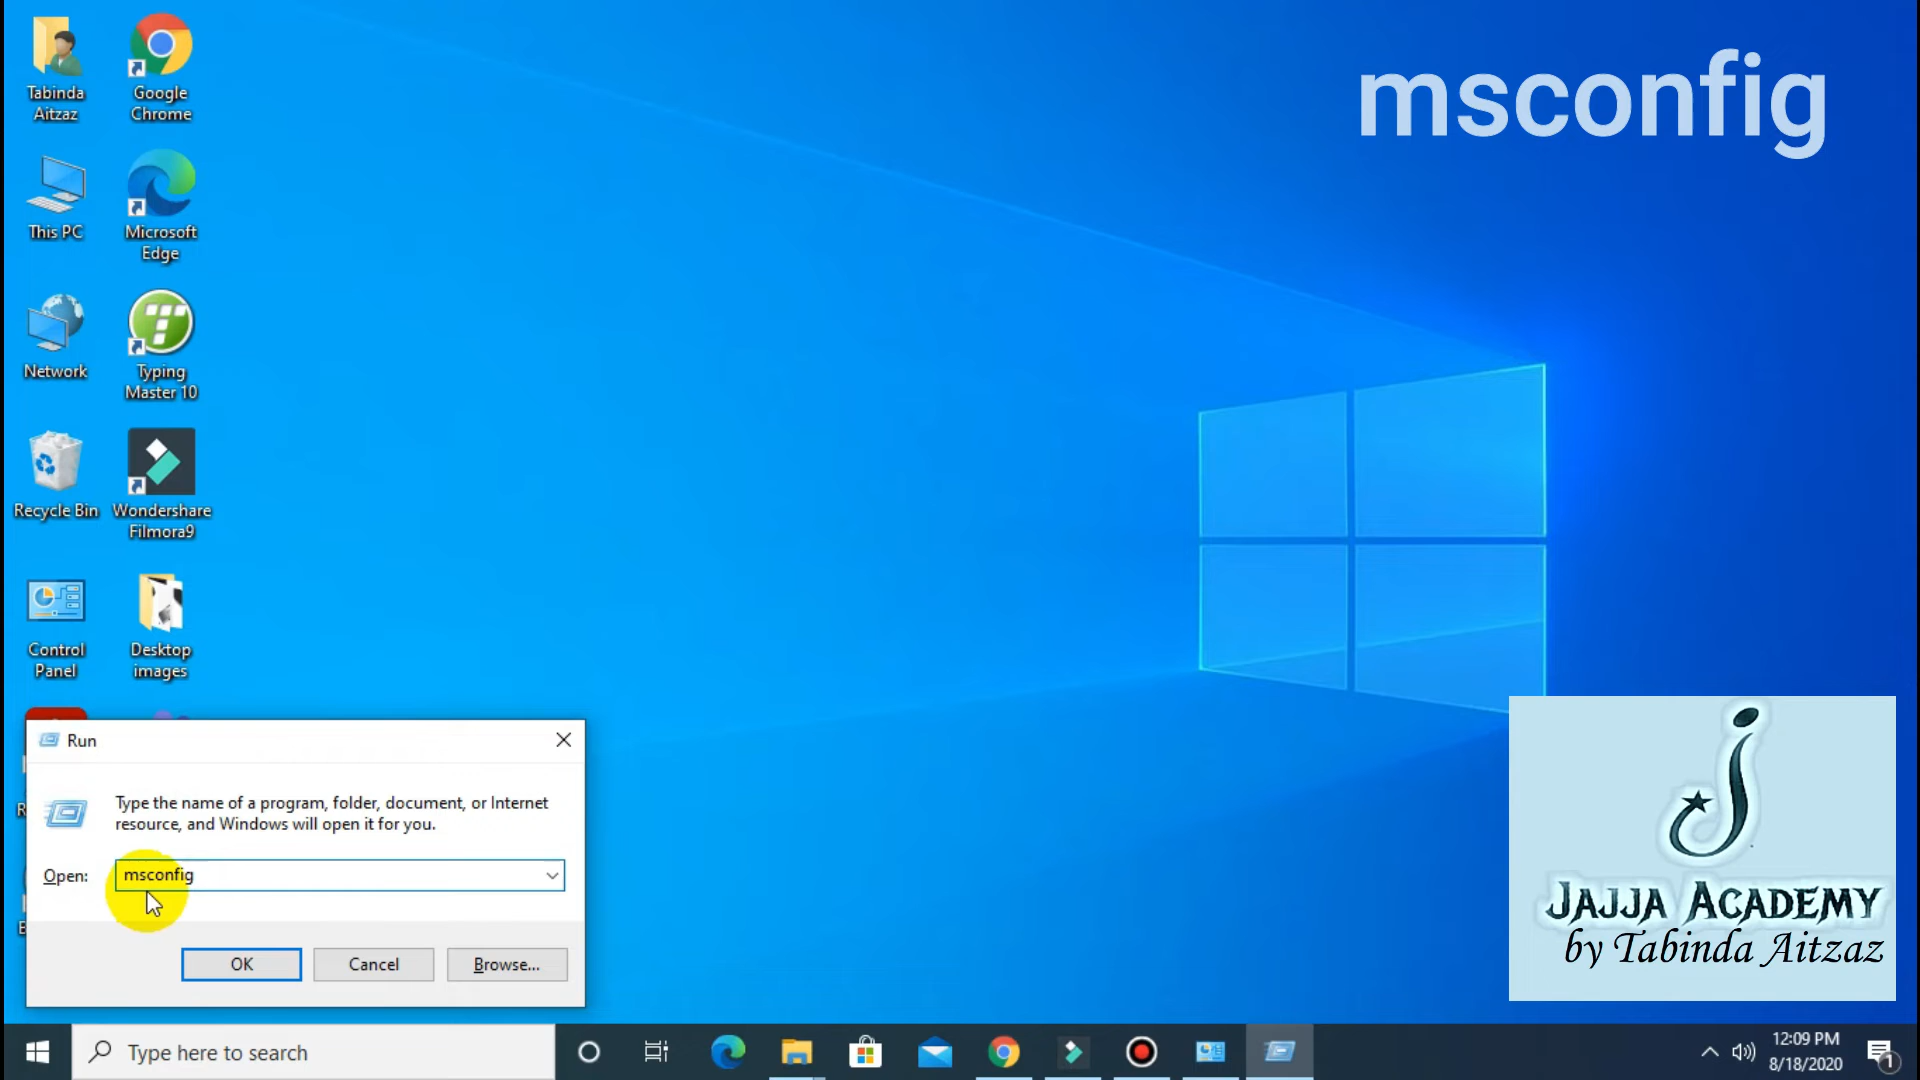 msconfig
Tabinda
Aitzaz
Google
Chrome
This PC
Microsoft
Edge
Network
Typing
Master 10
Recycle Bin
Wondershare
Filmora9
Control
Panel
Desktop
images
Run
Type the name of a program, folder, document, or Internet
resource, and Windows will open it for you.
Open:
msconfig
OK
Cancel
Browse...
JAJJA ACADEMY
by Tabinda Aitzaz
Type here to search
12:09 PM
8/18/2020
1